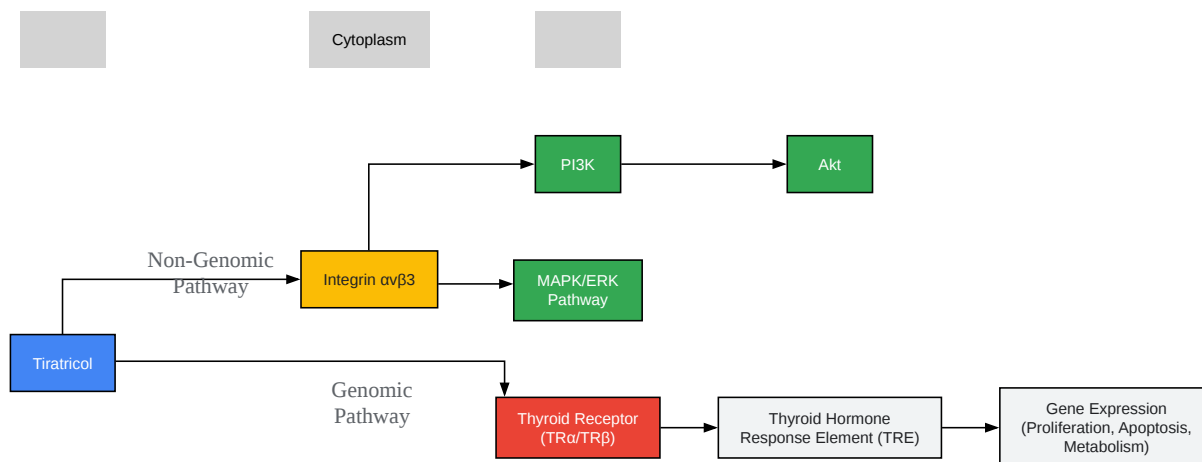 Cytoplasm
PI3K
Akt
Non-Genomic
Pathway
Integrin αvβ3
MAPK/ERK
Pathway
Tiratricol
Genomic
Pathway
Thyroid Receptor
(TRα/TRβ)
Thyroid Hormone
Response Element (TRE)
Gene Expression
(Proliferation, Apoptosis,
Metabolism)